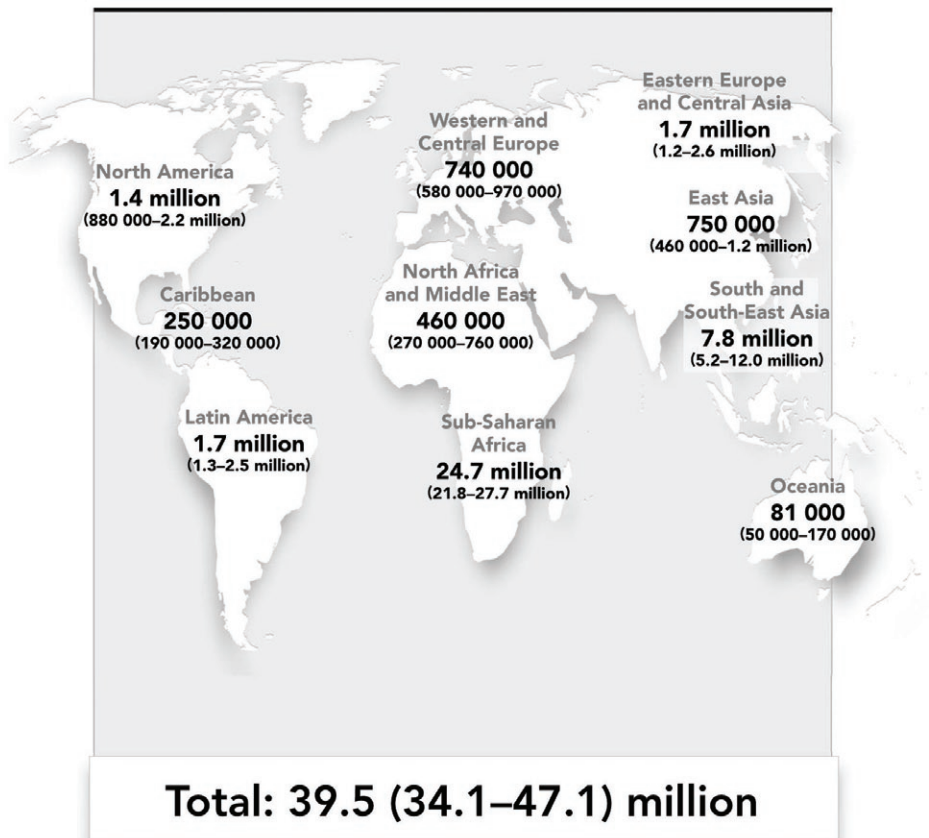 North America
1.4 million
(880 000–2.2 million)
Caribbean
250 000
(190 000–320 000)
Latin America
1.7 million
(1.3–2.5 million)
Western and
Central Europe
740 000
(580 000–970 000)
North Africa
and Middle East
460 000
(270 000–760 000)
Sub-Saharan
Africa
24.7 million
(21.8–27.7 million)
Eastern Europe
and Central Asia
1.7 million
(1.2–2.6 million)
East Asia
750 000
(460 000–1.2 million)
South and
South-East Asia
7.8 million
(5.2–12.0 million)
Oceania
81 000
(50 000–170 000)
Total: 39.5 (34.1–47.1) million